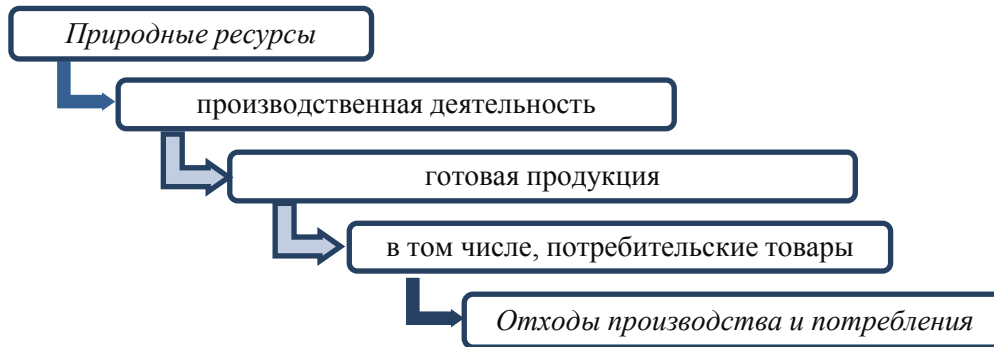 Природные ресурсы
производственная деятельность
готовая продукция
в том числе, потребительские товары
Отходы производства и потребления